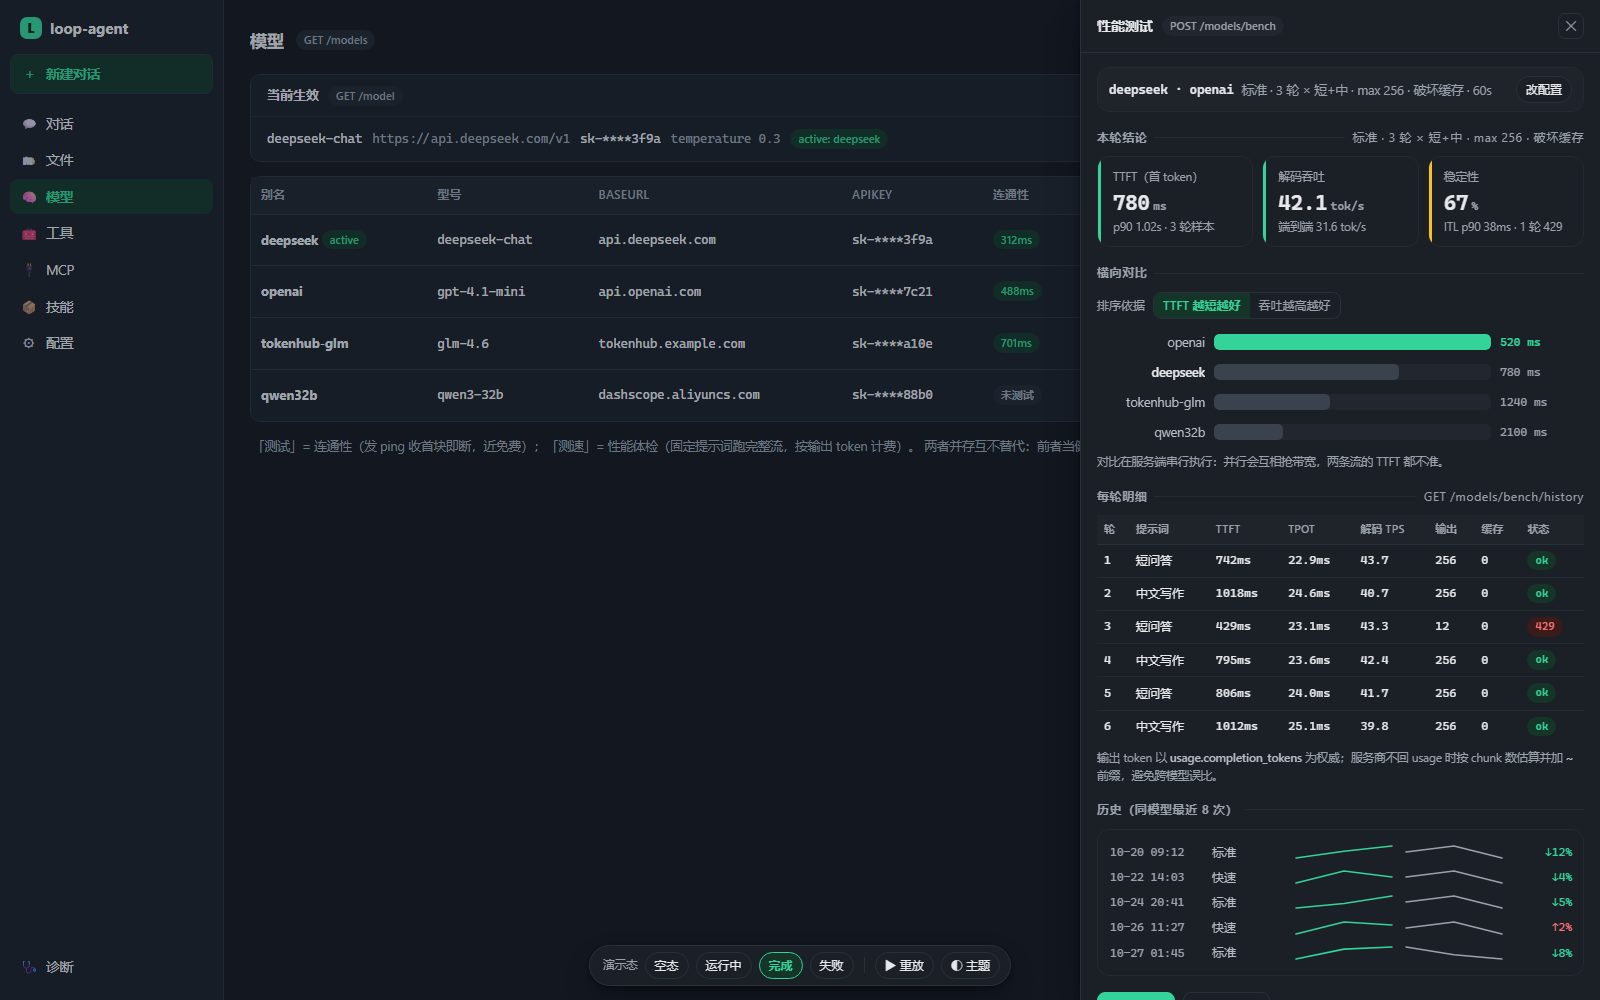 L loop-agent
+ 新建对话
对话
文件
模型
工具
MCP
技能
配置
诊断
模型 GET /models
当前生效 GET /model
deepseek-chat https://api.deepseek.com/v1 sk-****3f9a temperature 0.3 active: deepseek
别名 型号 BASEURL APIKEY 连通性
deepseek active deepseek-chat api.deepseek.com sk-****3f9a 312ms
openai gpt-4.1-mini api.openai.com sk-****7c21 488ms
tokenhub-glm glm-4.6 tokenhub.example.com sk-****a10e 701ms
qwen32b qwen3-32b dashscope.aliyuncs.com sk-****88b0 未测试
「测试」= 连通性（发 ping 收首块即断，近免费）；「测速」= 性能体检（固定提示词跑完整流，按输出 token 计费）。两者并存互不替代：前者当
演示态 空态 运行中 完成 失败 ▶ 重放 ◐ 主题
性能测试 POST /models/bench
deepseek · openai 标准 · 3 轮 × 短+中 · max 256 · 破坏缓存 · 60s 改配置
本轮结论 标准 · 3 轮 × 短+中 · max 256 · 破坏缓存
TTFT（首 token）
780 ms
p90 1.02s · 3 轮样本
解码吞吐
42.1 tok/s
端到端 31.6 tok/s
稳定性
67 %
ITL p90 38ms · 1 轮 429
横向对比
排序依据 TTFT 越短越好 吞吐越高越好
openai 520 ms
deepseek 780 ms
tokenhub-glm 1240 ms
qwen32b 2100 ms
对比在服务端串行执行：并行会互相抢带宽，两条流的 TTFT 都不准。
每轮明细 GET /models/bench/history
轮 提示词 TTFT TPOT 解码 TPS 输出 缓存 状态
1 短问答 742ms 22.9ms 43.7 256 0 ok
2 中文写作 1018ms 24.6ms 40.7 256 0 ok
3 短问答 429ms 23.1ms 43.3 12 0 429
4 中文写作 795ms 23.6ms 42.4 256 0 ok
5 短问答 806ms 24.0ms 41.7 256 0 ok
6 中文写作 1012ms 25.1ms 39.8 256 0 ok
输出 token 以 usage.completion_tokens 为权威；服务商不回 usage 时按 chunk 数估算并加 ~
前缀，避免跨模型误比。
历史（同模型最近 8 次）
10-20 09:12 标准 ↓12%
10-22 14:03 快速 ↓4%
10-24 20:41 标准 ↓5%
10-26 11:27 快速 ↑2%
10-27 01:45 标准 ↓8%